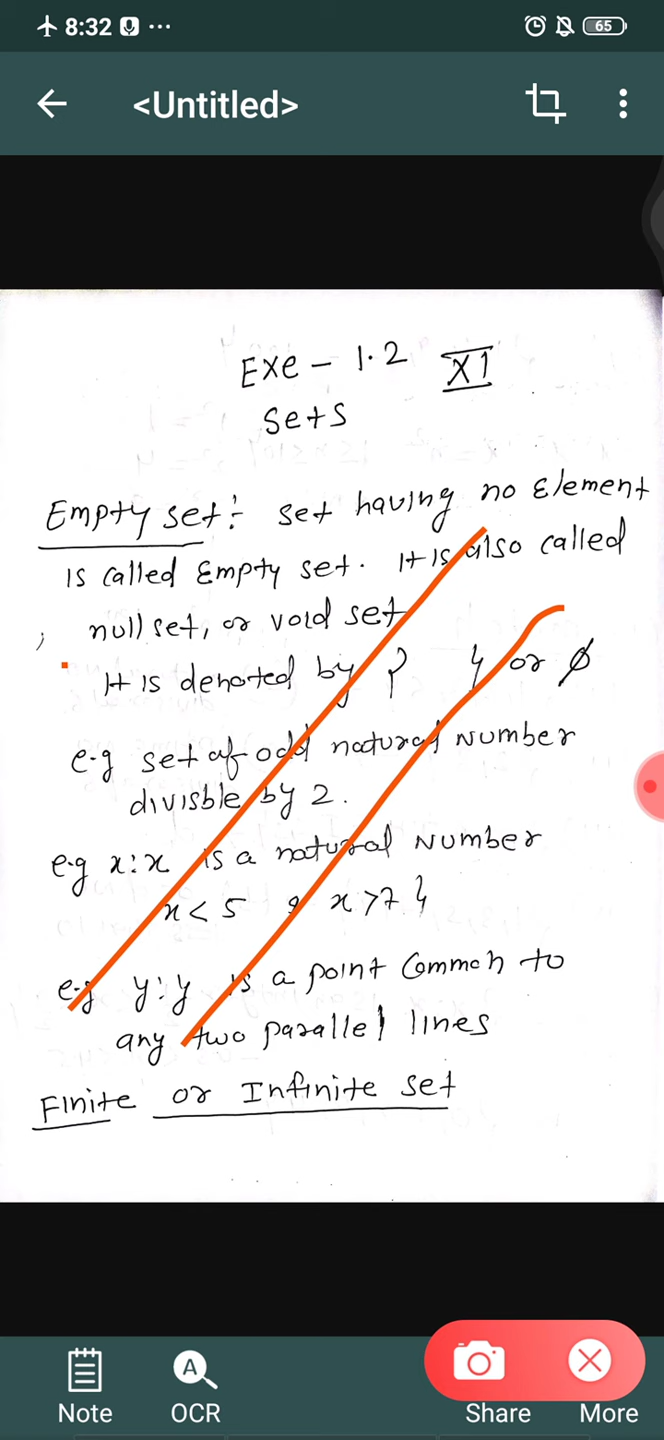 8:32
65
<Untitled>
Exe - 1.2 XI
Sets
Empty set :- set having no Element
is called Empty set. It is also called
null set, or void set
It is denoted by { } or ϕ
e.g set of odd natural Number
divisble by 2.
e.g x:x is a natural Number
x < 5 & x > 7 }
e.g y:y is a point Common to
any two parallel lines
Finite or Infinite set
Note OCR Share More